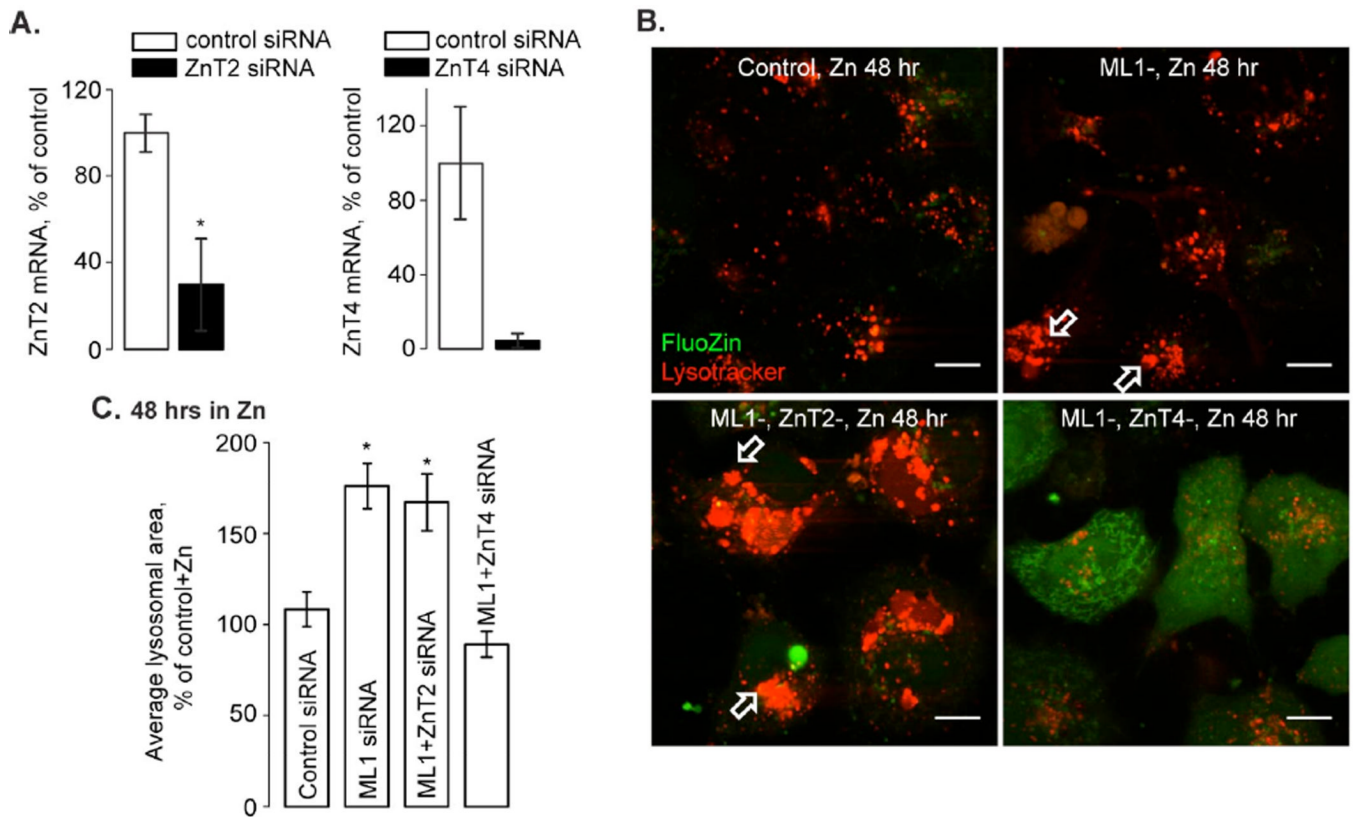 A.
control siRNA
ZnT2 siRNA
ZnT2 mRNA, % of control
120
80
40
0
*
control siRNA
ZnT4 siRNA
ZnT4 mRNA, % of control
120
80
40
0
B.
Control, Zn 48 hr
FluoZin
Lysotracker
ML1-, Zn 48 hr
ML1-, ZnT2-, Zn 48 hr
ML1-, ZnT4-, Zn 48 hr
C. 48 hrs in Zn
Average lysosomal area,
% of control+Zn
200
150
100
50
0
Control siRNA
*
ML1 siRNA
*
ML1+ZnT2 siRNA
ML1+ZnT4 siRNA